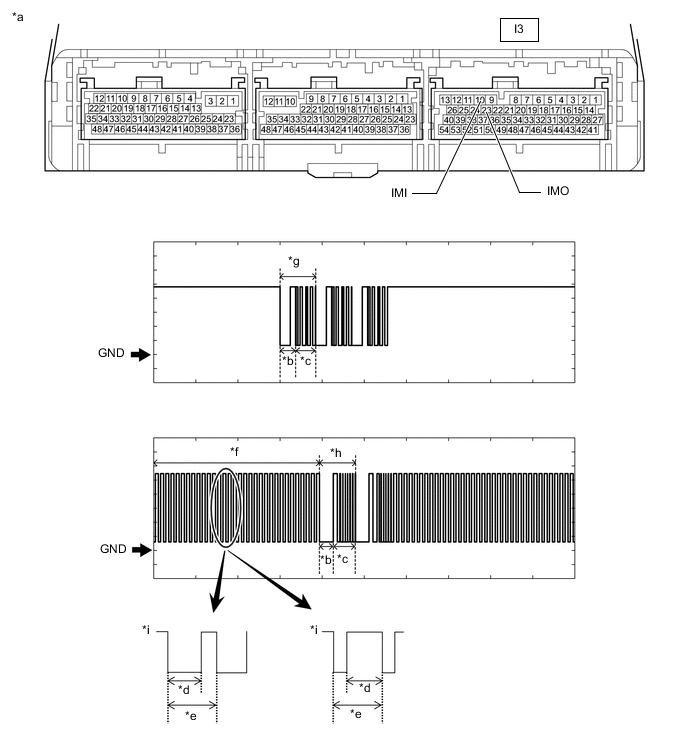 *a
I3
12 11 10 9 8 7 6 5 4 3 2 1
22 21 20 19 18 17 16 15 14 13
35 34 33 32 31 30 29 28 27 26 25 24 23
48 47 46 45 44 43 42 41 40 39 38 37 36
12 11 10 9 8 7 6 5 4 3 2 1
22 21 20 19 18 17 16 15 14 13
35 34 33 32 31 30 29 28 27 26 25 24 23
48 47 46 45 44 43 42 41 40 39 38 37 36
13 12 11 10 9 8 7 6 5 4 3 2 1
26 25 24 23 22 21 20 19 18 17 16 15 14
40 39 38 37 36 35 34 33 32 31 30 29 28 27
54 53 52 51 50 49 48 47 46 45 44 43 42 41
IMI
IMO
*g
GND
*b
*c
*f
*h
GND
*b
*c
*i
*d
*e
*i
*d
*e